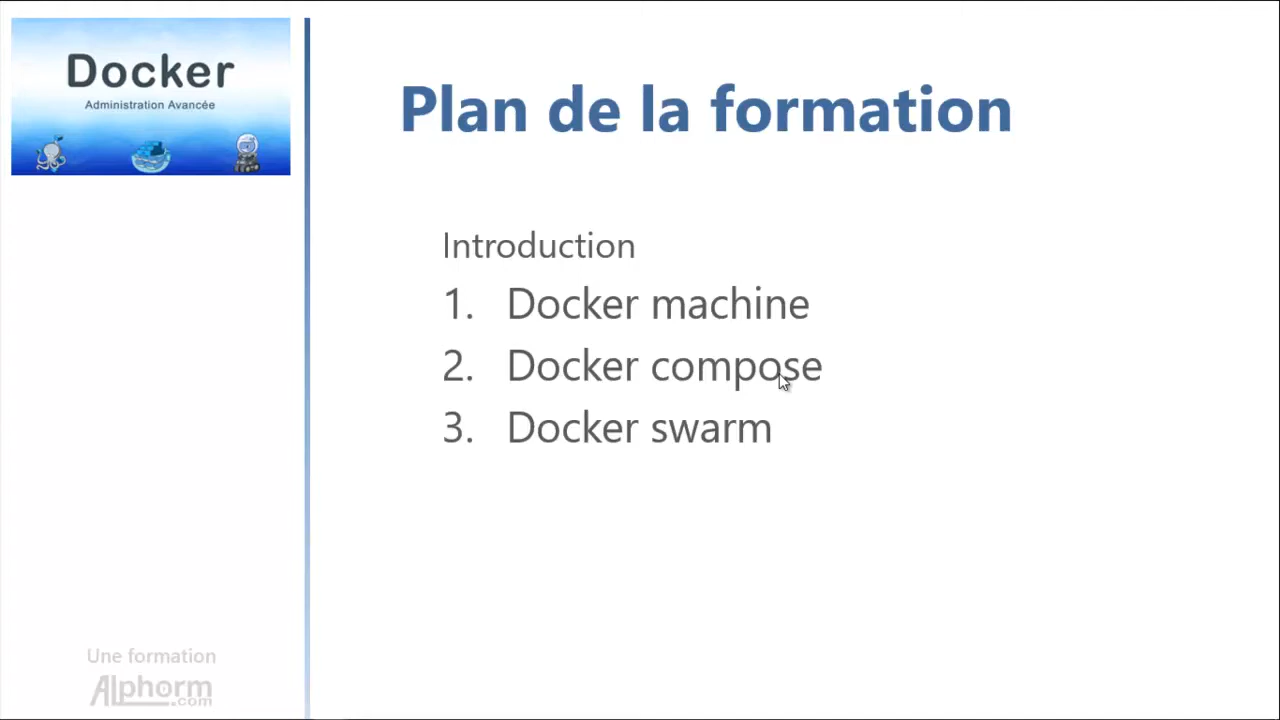 Docker
Administration Avancée
Plan de la formation
Introduction
1. Docker machine
2. Docker compose
3. Docker swarm
Une formation
Alphorm
.com